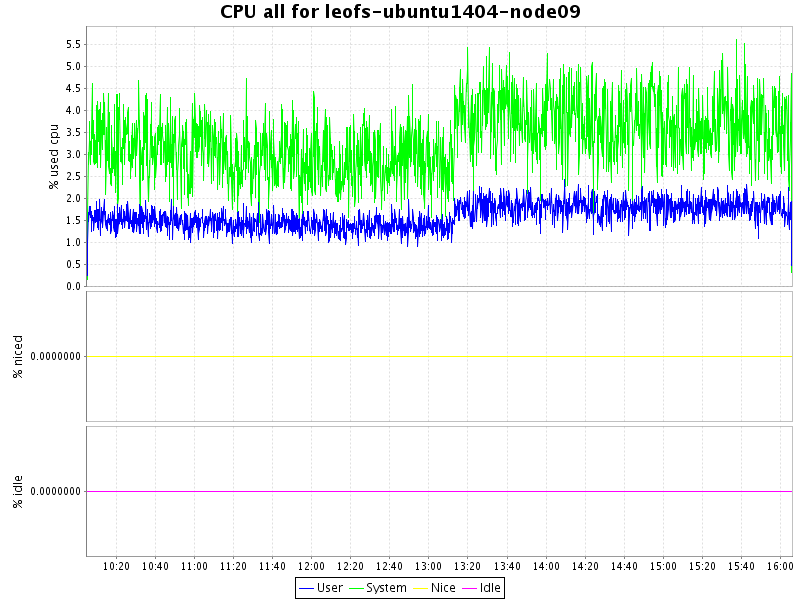 CPU all for leofs-ubuntu1404-node09
% used cpu
5.5
5.0
4.5
4.0
3.5
3.0
2.5
2.0
1.5
1.0
0.5
0.0
% niced
0.0000000
% idle
0.0000000
10:20 10:40 11:00 11:20 11:40 12:00 12:20 12:40 13:00 13:20 13:40 14:00 14:20 14:40 15:00 15:20 15:40 16:00
User System Nice Idle